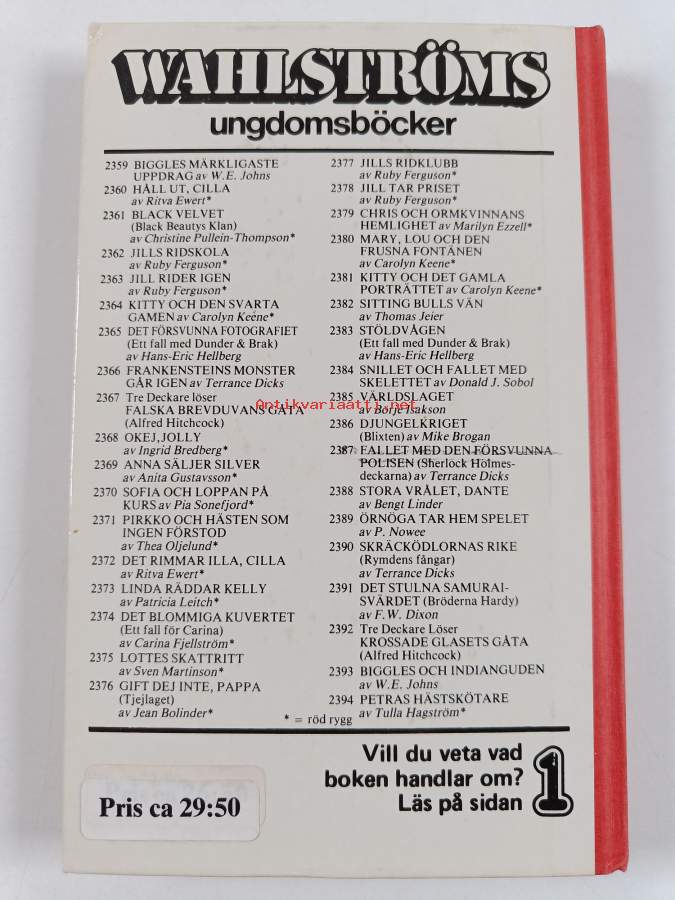 WAHLSTRÖMS
ungdomsböcker
2359 BIGGLES MÄRKLIGASTE
UPPDRAG av W.E. Johns
2360 HÅLL UT, CILLA
av Ritva Ewert*
2361 BLACK VELVET
(Black Beautys Klan)
av Christine Pullein-Thompson*
2362 JILLS RIDSKOLA
av Ruby Ferguson*
2363 JILL RIDER IGEN
av Ruby Ferguson*
2364 KITTY OCH DEN SVARTA
GAMEN av Carolyn Keene*
2365 DET FÖRSVUNNA FOTOGRAFIET
(Ett fall med Dunder & Brak)
av Hans-Eric Hellberg
2366 FRANKENSTEINS MONSTER
GÅR IGEN av Terrance Dicks
2367 Tre Deckare löser
FALSKA BREVDUVANS GÅTA
(Alfred Hitchcock)
2368 OKEJ, JOLLY
av Ingrid Bredberg*
2369 ANNA SÄLJER SILVER
av Anita Gustavsson*
2370 SOFIA OCH LOPPAN PÅ
KURS av Pia Sonefjord*
2371 PIRKKO OCH HÄSTEN SOM
INGEN FÖRSTOD
av Thea Oljelund*
2372 DET RIMMAR ILLA, CILLA
av Ritva Ewert*
2373 LINDA RÄDDAR KELLY
av Patricia Leitch*
2374 DET BLOMMIGA KUVERTET
(Ett fall för Carina)
av Carina Fjellström*
2375 LOTTES SKATTRITT
av Sven Martinson*
2376 GIFT DEJ INTE, PAPPA
(Tjejlaget)
av Jean Bolinder*
2377 JILLS RIDKLUBB
av Ruby Ferguson*
2378 JILL TAR PRISET
av Ruby Ferguson*
2379 CHRIS OCH ORMKVINNANS
HEMLIGHET av Marilyn Ezzell*
2380 MARY, LOU OCH DEN
FRUSNA FONTÄNEN
av Carolyn Keene*
2381 KITTY OCH DET GAMLA
PORTRÄTTET av Carolyn Keene*
2382 SITTING BULLS VÄN
av Thomas Jeier
2383 STÖLDVÅGEN
(Ett fall med Dunder & Brak)
av Hans-Eric Hellberg
2384 SNILLET OCH FALLET MED
SKELETTET av Donald J. Sobol
2385 VÄRLDSLAGET
av Börje Isakson
2386 DJUNGELKRIGET
(Blixten) av Mike Brogan
2387 FALLET MED DEN FÖRSVUNNA
POLISEN (Sherlock Holmes-
deckarna) av Terrance Dicks
2388 STORA VRÅLET, DANTE
av Bengt Linder
2389 ÖRNÖGA TAR HEM SPELET
av P. Nowee
2390 SKRÄCKÖDLORNAS RIKE
(Rymdens fångar)
av Terrance Dicks
2391 DET STULNA SAMURAI-
SVÄRDET (Bröderna Hardy)
av F.W. Dixon
2392 Tre Deckare Löser
KROSSADE GLASETS GÅTA
(Alfred Hitchcock)
2393 BIGGLES OCH INDIANGUDEN
av W.E. Johns
2394 PETRAS HÄSTSKÖTARE
av Tulla Hagström*
* = röd rygg
Antikvariaatti.net
Vill du veta vad
boken handlar om?
Läs på sidan 1
Pris ca 29:50